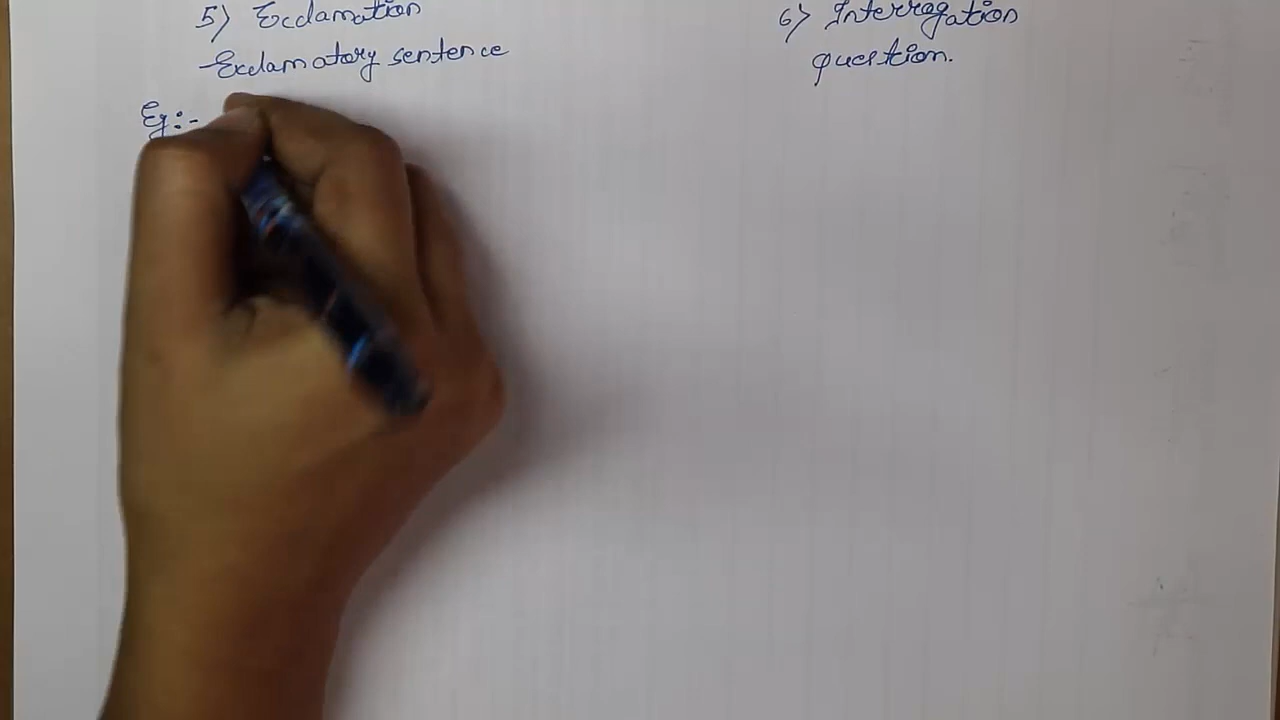 5) Exclamation
Exclamatory sentence
Eg:-
6) Interrogation
question.